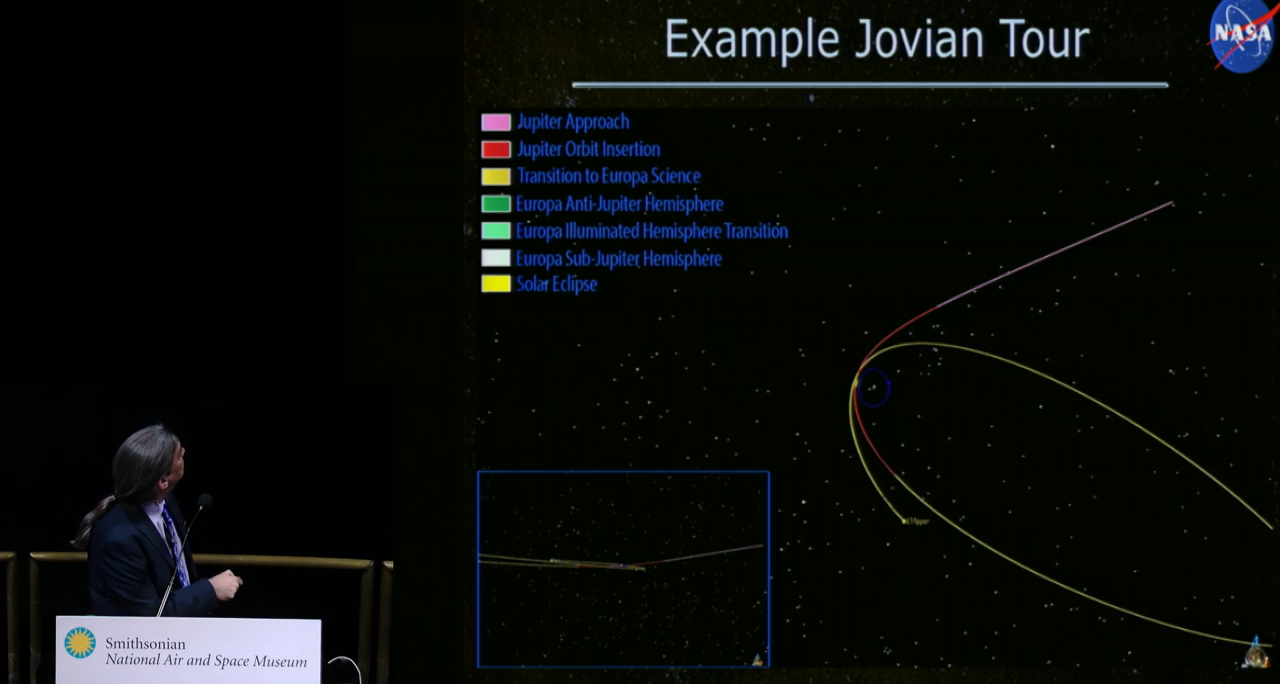 Example Jovian Tour
NASA
Jupiter Approach
Jupiter Orbit Insertion
Transition to Europa Science
Europa Anti-Jupiter Hemisphere
Europa Illuminated Hemisphere Transition
Europa Sub-Jupiter Hemisphere
Solar Eclipse
Smithsonian
National Air and Space Museum